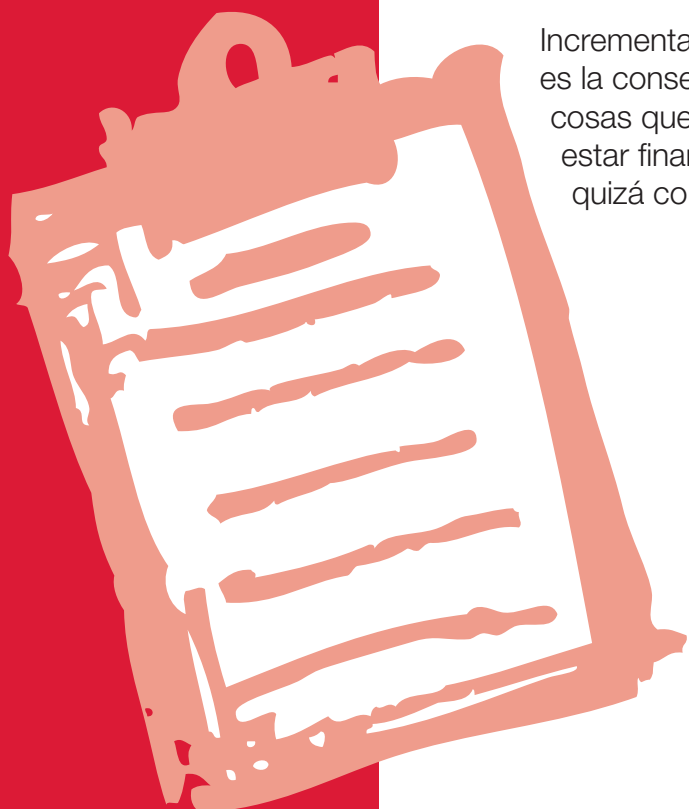 Incrementa
es la conse
cosas que
estar finan
quizá co